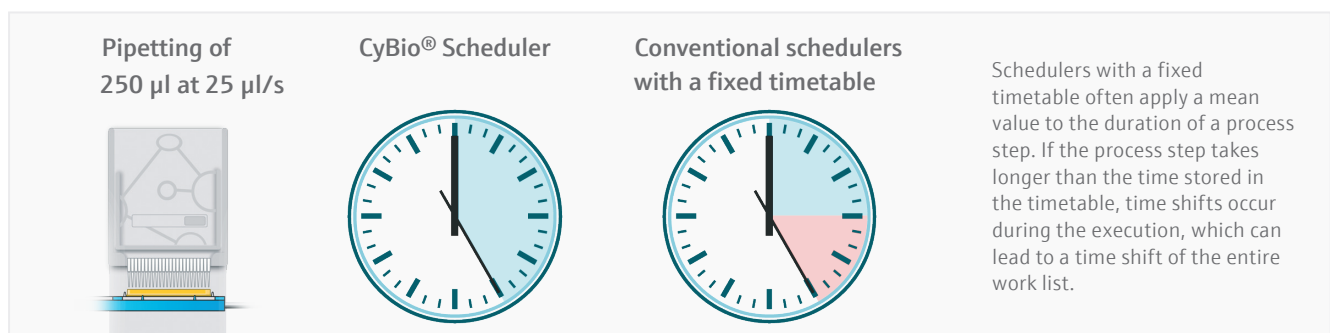 Pipetting of
250 µl at 25 µl/s
CyBio® Scheduler
Conventional schedulers
with a fixed timetable
Schedulers with a fixed
timetable often apply a mean
value to the duration of a process
step. If the process step takes
longer than the time stored in
the timetable, time shifts occur
during the execution, which can
lead to a time shift of the entire
work list.